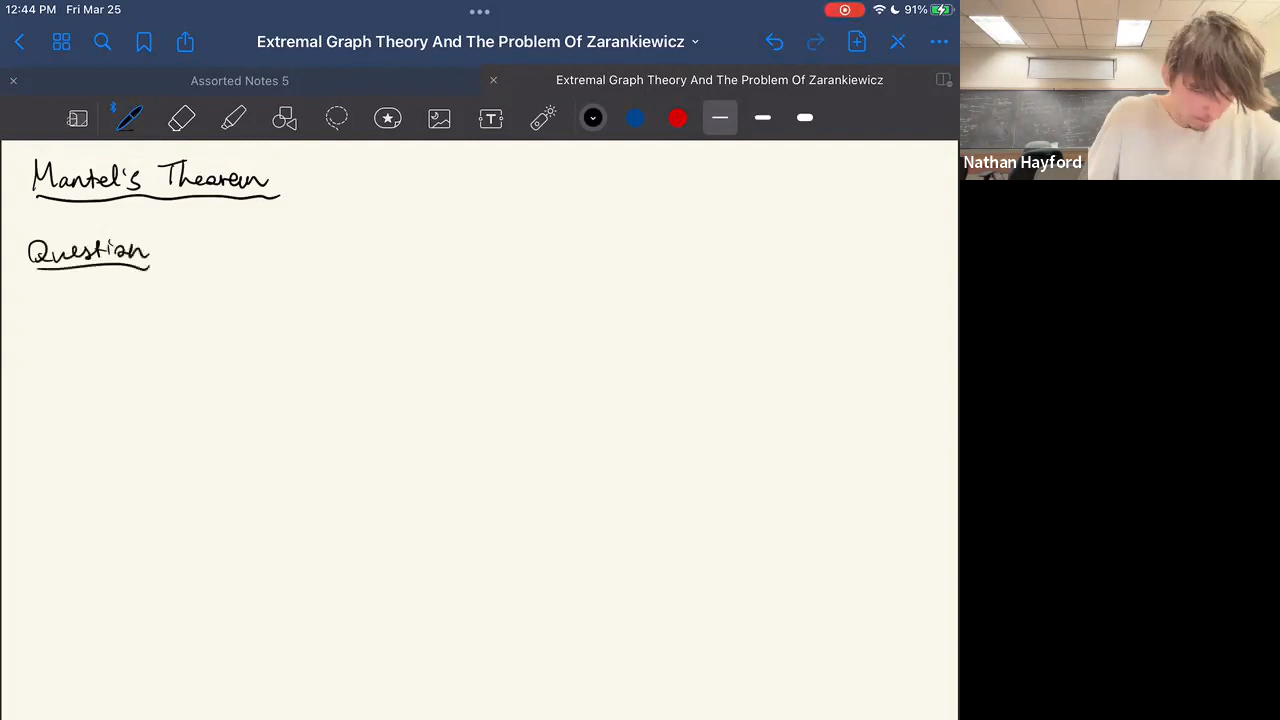 12:44 PM Fri Mar 25
91%
Extremal Graph Theory And The Problem Of Zarankiewicz
Assorted Notes 5
Extremal Graph Theory And The Problem Of Zarankiewicz
T
Nathan Hayford
Mantel's Theorem
Question